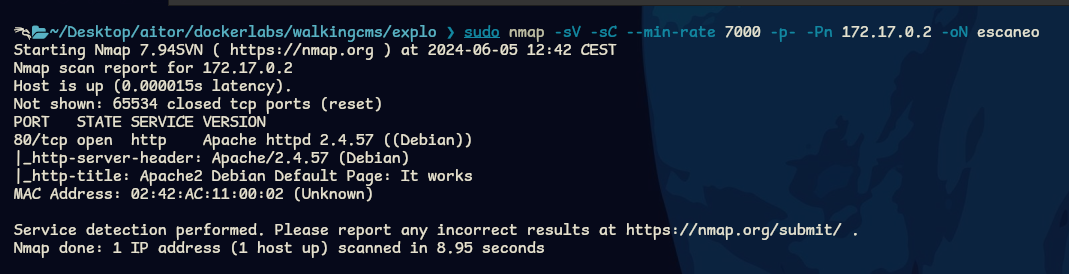 ~/Desktop/aitor/dockerlabs/walkingcms/explo ❯ sudo nmap -sV -sC --min-rate 7000 -p- -Pn 172.17.0.2 -oN escaneo
Starting Nmap 7.94SVN ( https://nmap.org ) at 2024-06-05 12:42 CEST
Nmap scan report for 172.17.0.2
Host is up (0.000015s latency).
Not shown: 65534 closed tcp ports (reset)
PORT   STATE SERVICE VERSION
80/tcp open  http    Apache httpd 2.4.57 ((Debian))
|_http-server-header: Apache/2.4.57 (Debian)
|_http-title: Apache2 Debian Default Page: It works
MAC Address: 02:42:AC:11:00:02 (Unknown)
Service detection performed. Please report any incorrect results at https://nmap.org/submit/ .
Nmap done: 1 IP address (1 host up) scanned in 8.95 seconds